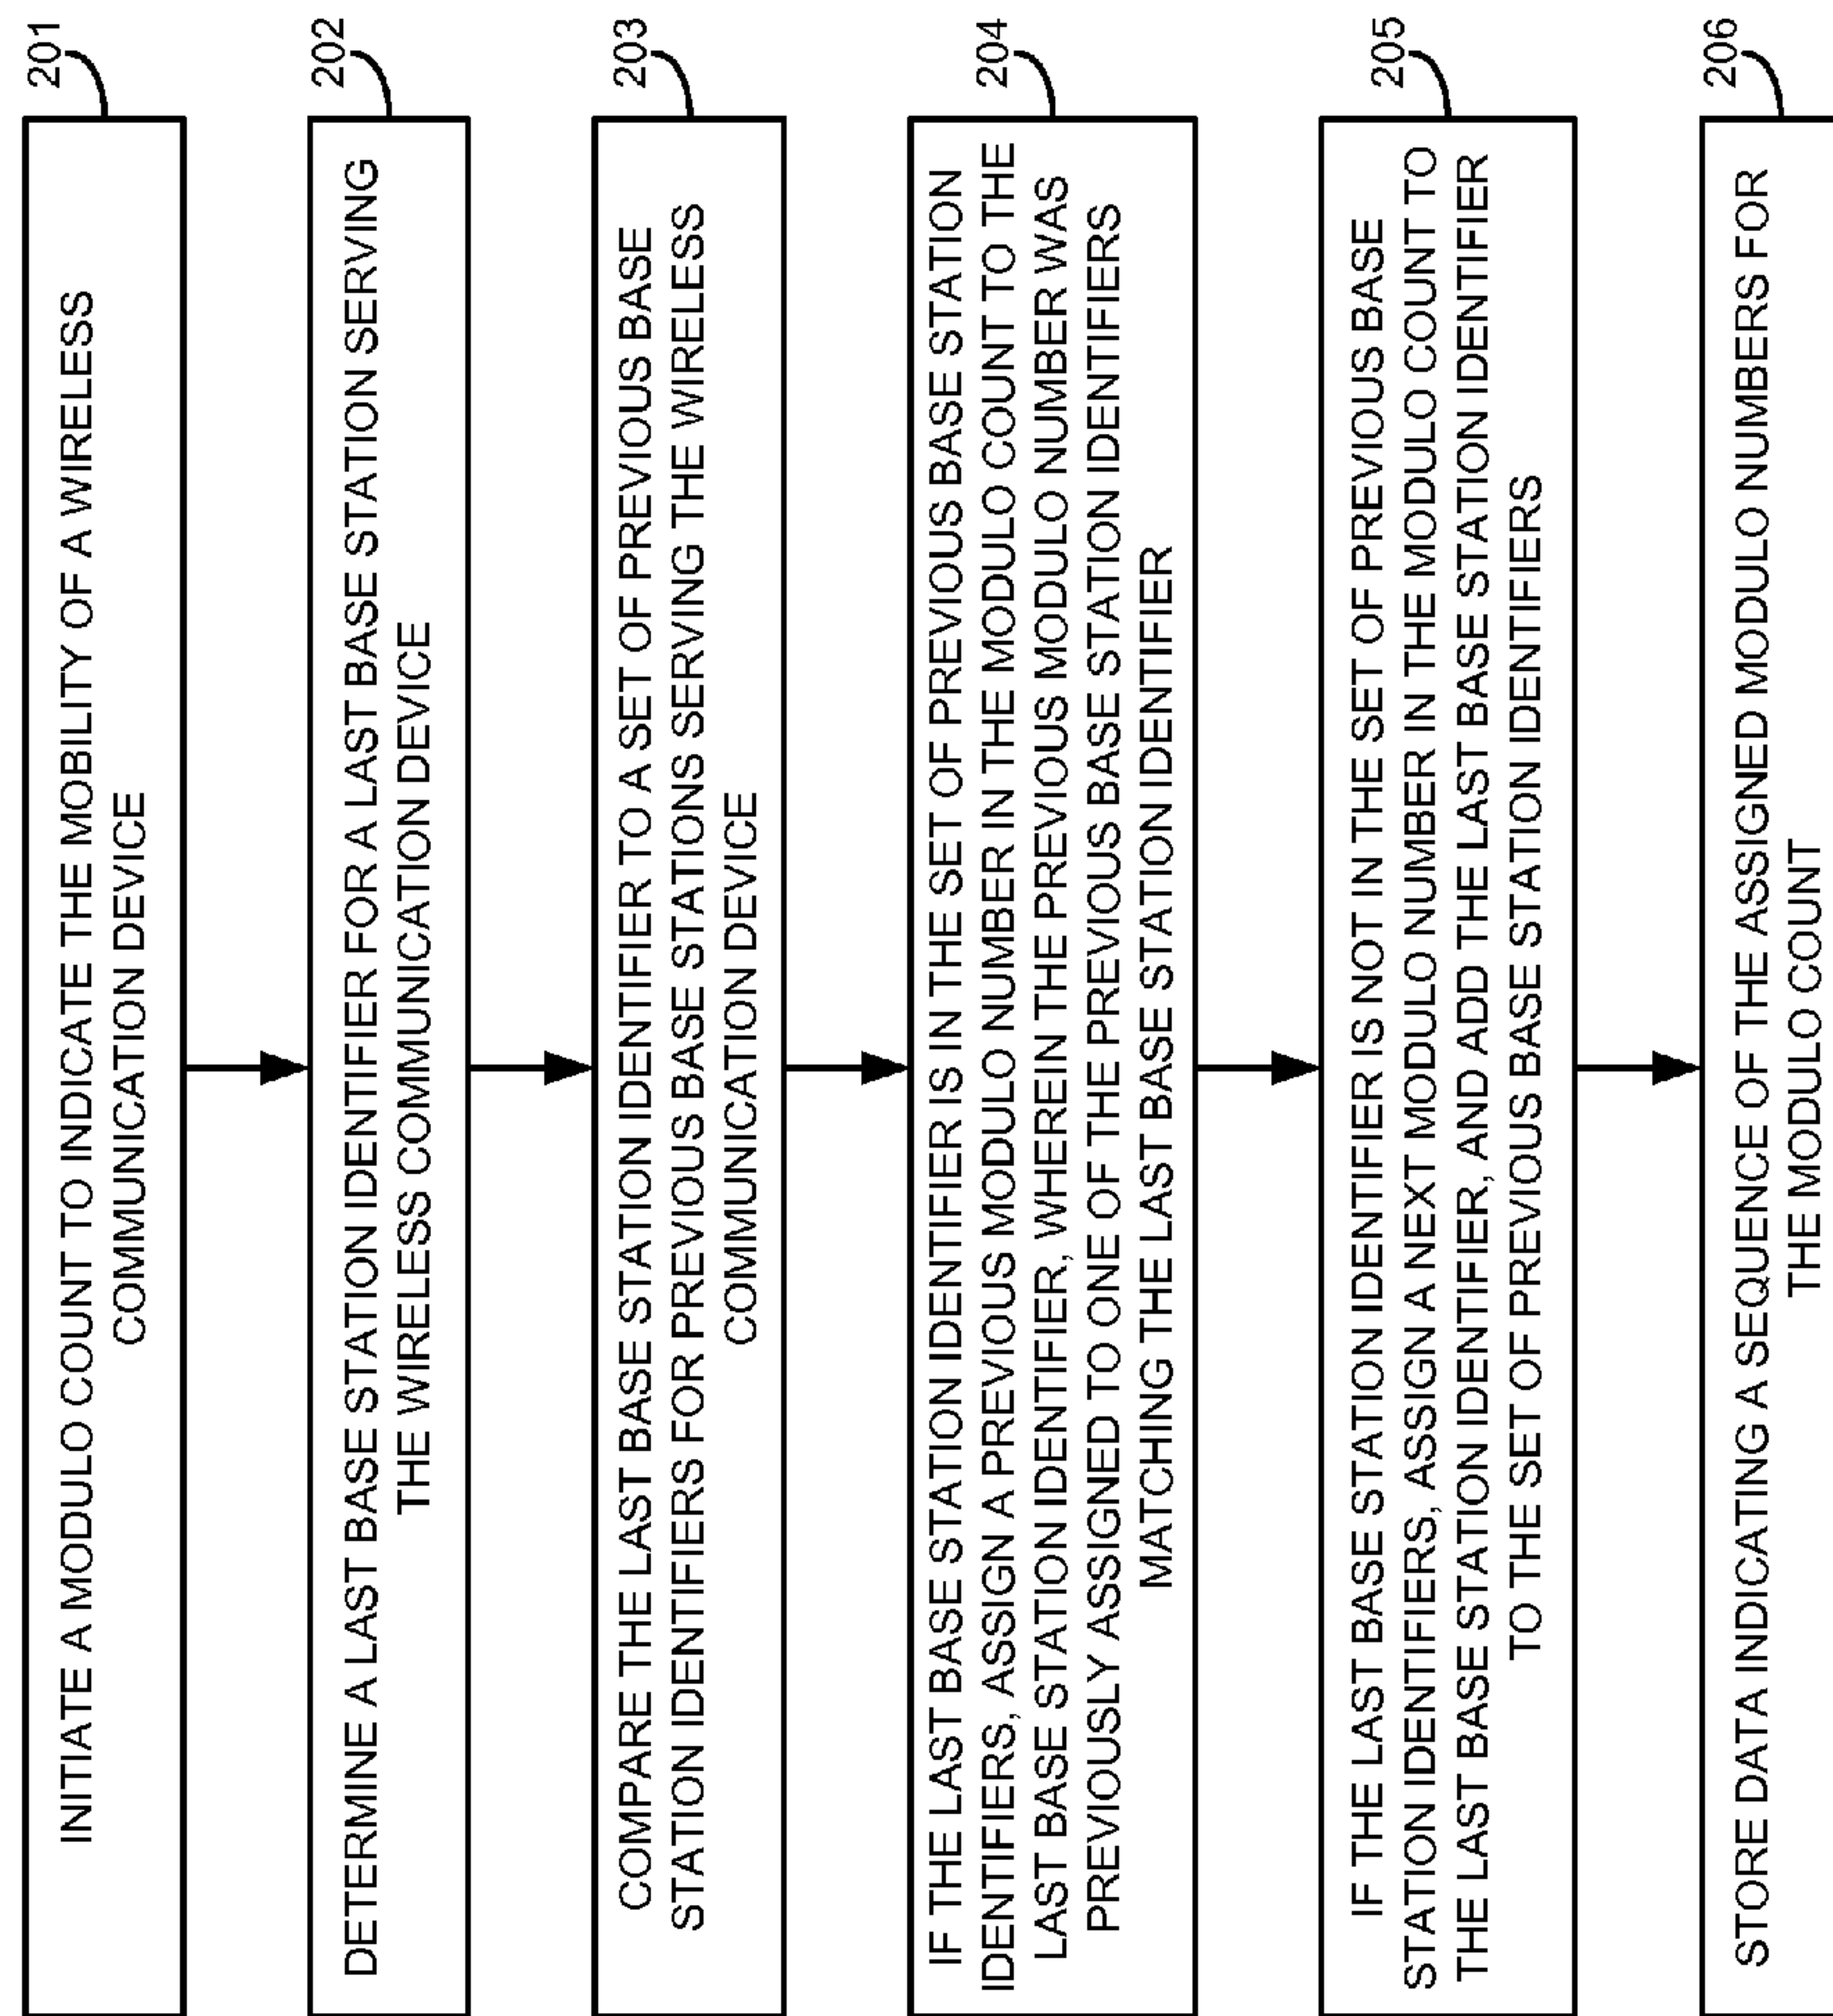 201
INITIATE A MODULO COUNT TO INDICATE THE MOBILITY OF A WIRELESS
COMMUNICATION DEVICE
202
DETERMINE A LAST BASE STATION IDENTIFIER FOR A LAST BASE STATION SERVING
THE WIRELESS COMMUNICATION DEVICE
203
COMPARE THE LAST BASE STATION IDENTIFIER TO A SET OF PREVIOUS BASE
STATION IDENTIFIERS FOR PREVIOUS BASE STATIONS SERVING THE WIRELESS
COMMUNICATION DEVICE
204
IF THE LAST BASE STATION IDENTIFIER IS IN THE SET OF PREVIOUS BASE STATION
IDENTIFIERS, ASSIGN A PREVIOUS MODULO NUMBER IN THE MODULO COUNT TO THE
LAST BASE STATION IDENTIFIER, WHEREIN THE PREVIOUS MODULO NUMBER WAS
PREVIOUSLY ASSIGNED TO ONE OF THE PREVIOUS BASE STATION IDENTIFIERS
MATCHING THE LAST BASE STATION IDENTIFIER
205
IF THE LAST BASE STATION IDENTIFIER IS NOT IN THE SET OF PREVIOUS BASE
STATION IDENTIFIERS, ASSIGN A NEXT MODULO NUMBER IN THE MODULO COUNT TO
THE LAST BASE STATION IDENTIFIER, AND ADD THE LAST BASE STATION IDENTIFIER
TO THE SET OF PREVIOUS BASE STATION IDENTIFIERS
206
STORE DATA INDICATING A SEQUENCE OF THE ASSIGNED MODULO NUMBERS FOR
THE MODULO COUNT